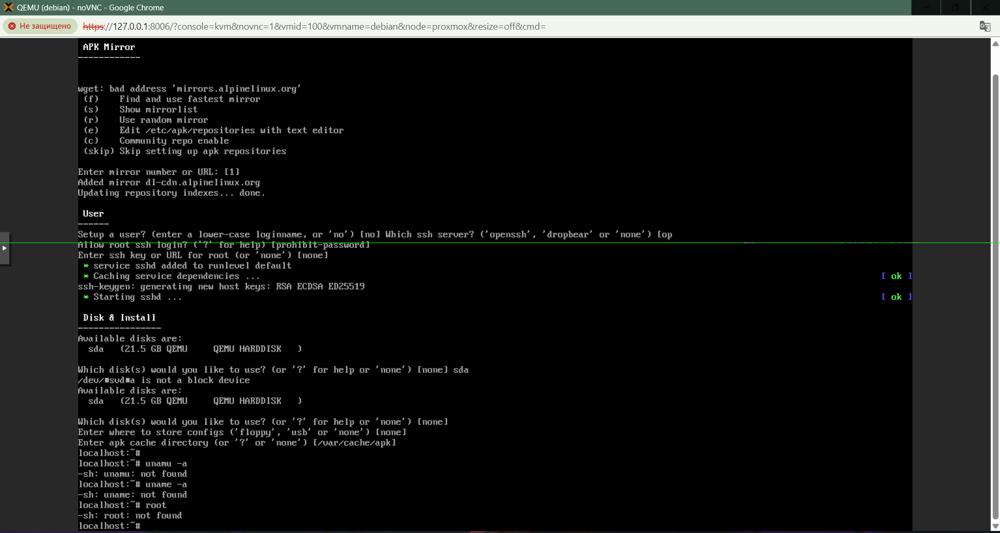 QEMU (debian) - noVNC - Google Chrome
Не защищено https://127.0.0.1:8006/?console=kvm&novnc=1&vmid=100&vmname=debian&node=proxmox&resize=off&cmd=
APK Mirror
------------
wget: bad address 'mirrors.alpinelinux.org'
(f) Find and use fastest mirror
(s) Show mirrorlist
(r) Use random mirror
(e) Edit /etc/apk/repositories with text editor
(c) Community repo enable
(skip) Skip setting up apk repositories
Enter mirror number or URL: [1]
Added mirror dl-cdn.alpinelinux.org
Updating repository indexes... done.
User
------
Setup a user? (enter a lower-case loginname, or 'no') [no] Which ssh server? ('openssh', 'dropbear' or 'none') [op
Allow root ssh login? ('?' for help) [prohibit-password]
Enter ssh key or URL for root (or 'none') [none]
* service sshd added to runlevel default
* Caching service dependencies ... [ ok ]
ssh-keygen: generating new host keys: RSA ECDSA ED25519
* Starting sshd ... [ ok ]
Disk & Install
----------------
Available disks are:
sda (21.5 GB QEMU QEMU HARDDISK )
Which disk(s) would you like to use? (or '?' for help or 'none') [none] sda
/dev/■svd■a is not a block device
Available disks are:
sda (21.5 GB QEMU QEMU HARDDISK )
Which disk(s) would you like to use? (or '?' for help or 'none') [none]
Enter where to store configs ('floppy', 'usb' or 'none') [none]
Enter apk cache directory (or '?' or 'none') [/var/cache/apk]
localhost:~#
localhost:~# unamu -a
-sh: unamu: not found
localhost:~# uname -a
-sh: uname: not found
localhost:~# root
-sh: root: not found
localhost:~#